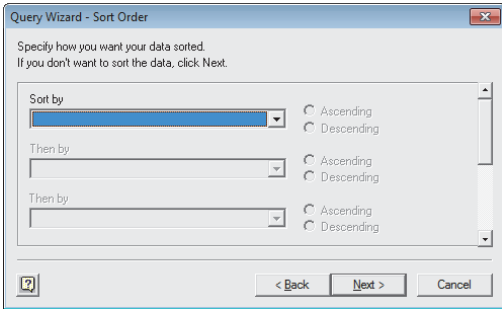 Query Wizard - Sort Order
Specify how you want your data sorted.
If you don't want to sort the data, click Next.
Sort by
Ascending
Descending
Then by
Ascending
Descending
Then by
Ascending
Descending
< Back Next > Cancel